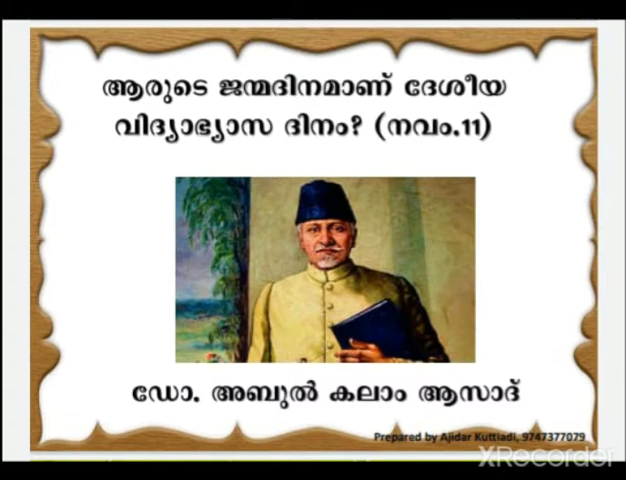 ആരുടെ ജന്മദിനമാണ് ദേശീയ
വിദ്യാഭ്യാസ ദിനം? (നവം.11)
ഡോ. അബുൽ കലാം ആസാദ്
Prepared by Ajidar Kuttiadi, 9747377079
XRecorder